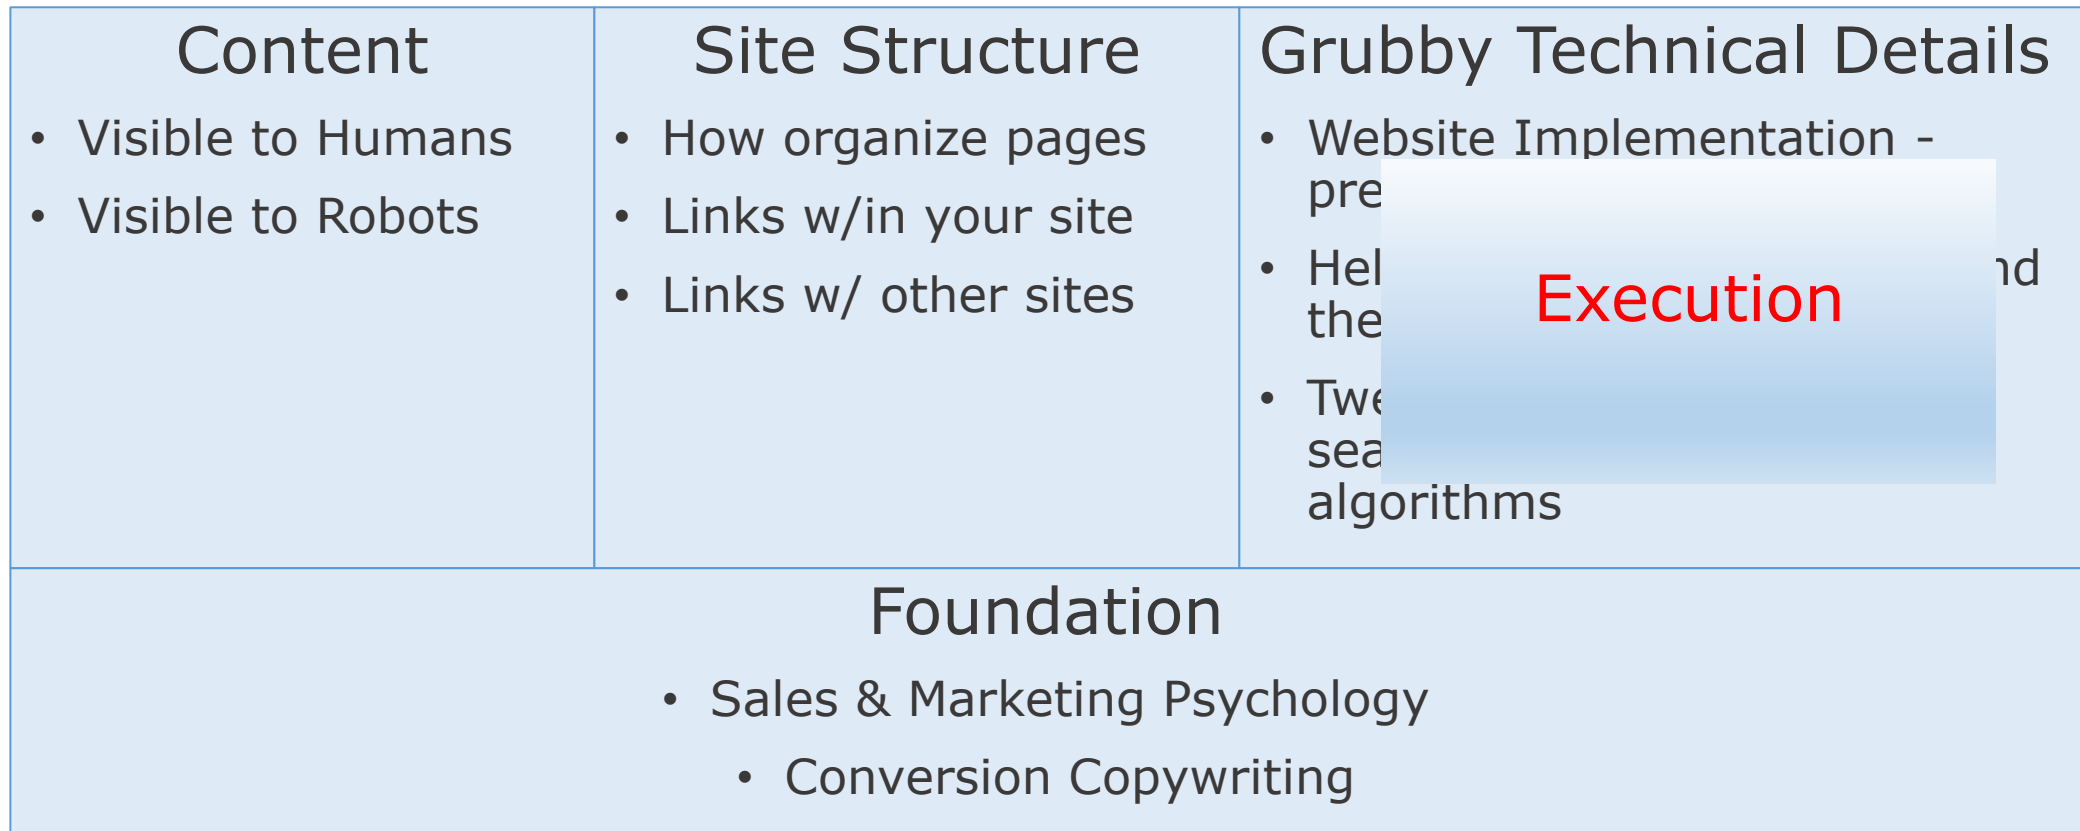 Content
• Visible to Humans
• Visible to Robots
Site Structure
• How organize pages
• Links w/in your site
• Links w/ other sites
Grubby Technical Details
• Website Implementation -
algorithms
Execution
Foundation
• Sales & Marketing Psychology
• Conversion Copywriting